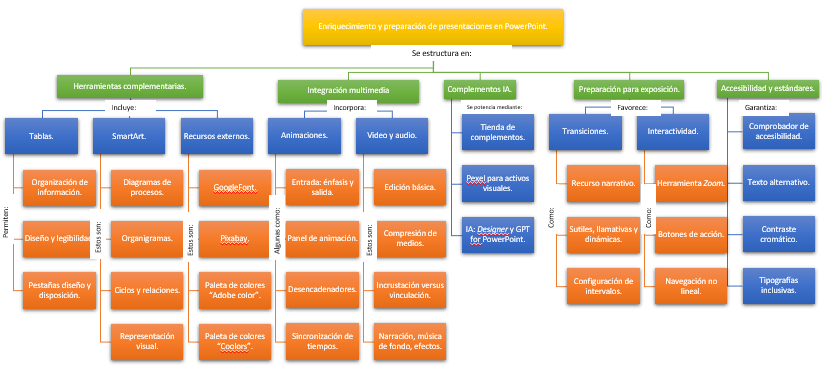 Enriquecimiento y preparación de presentaciones en PowerPoint.
Se estructura en:
Herramientas complementarias.
Integración multimedia
Complementos IA.
Preparación para exposición.
Accesibilidad y estándares.
Incluye:
Incorpora:
Se potencia mediante:
Favorece:
Garantiza:
Tablas.
SmartArt.
Recursos externos.
Animaciones.
Video y audio.
Tienda de
complementos.
Transiciones.
Interactividad.
Comprobador de
accesibilidad.
Permiten:
Organización de
información.
Diseño y legibilidad
Pestañas diseño y
disposición.
Estos son:
Diagramas de
procesos.
Organigramas.
Ciclos y relaciones.
Representación
visual.
Estos son:
GoogleFont.
Pixabay.
Paleta de colores
“Adobe color”.
Paleta de colores
“Coolors”.
Algunas como:
Entrada: énfasis y
salida.
Panel de animación.
Desencadenadores.
Sincronización de
tiempos.
Estos son:
Edición básica.
Compresión de
medios.
Incrustación versus
vinculación.
Narración, música
de fondo, efectos.
Pexel para activos
visuales.
IA: Designer y GPT
for PowerPoint.
Como:
Recurso narrativo.
Sutiles, llamativas y
dinámicas.
Configuración de
intervalos.
Como:
Herramienta Zoom.
Botones de acción.
Navegación no
lineal.
Texto alternativo.
Contraste
cromático.
Tipografías
inclusivas.